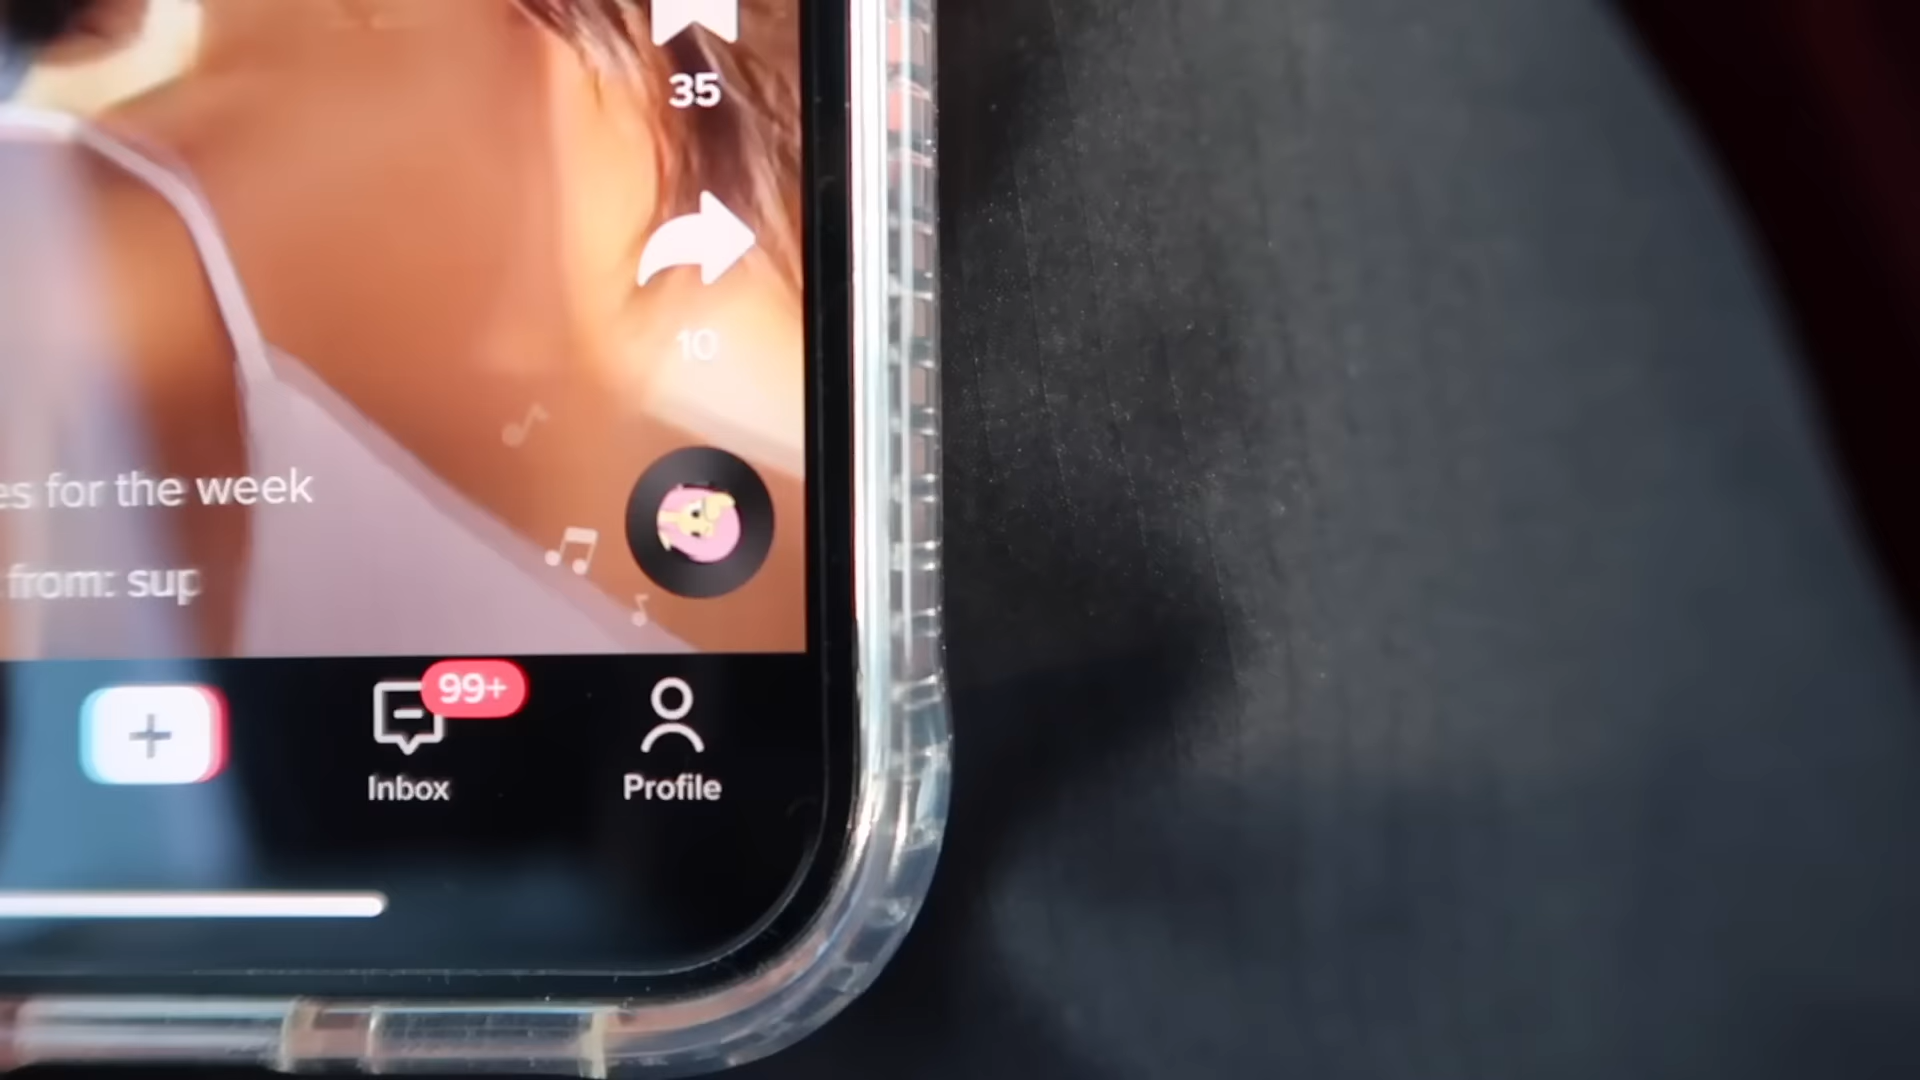 35
10
es for the week
from: sup
99+
Inbox
Profile